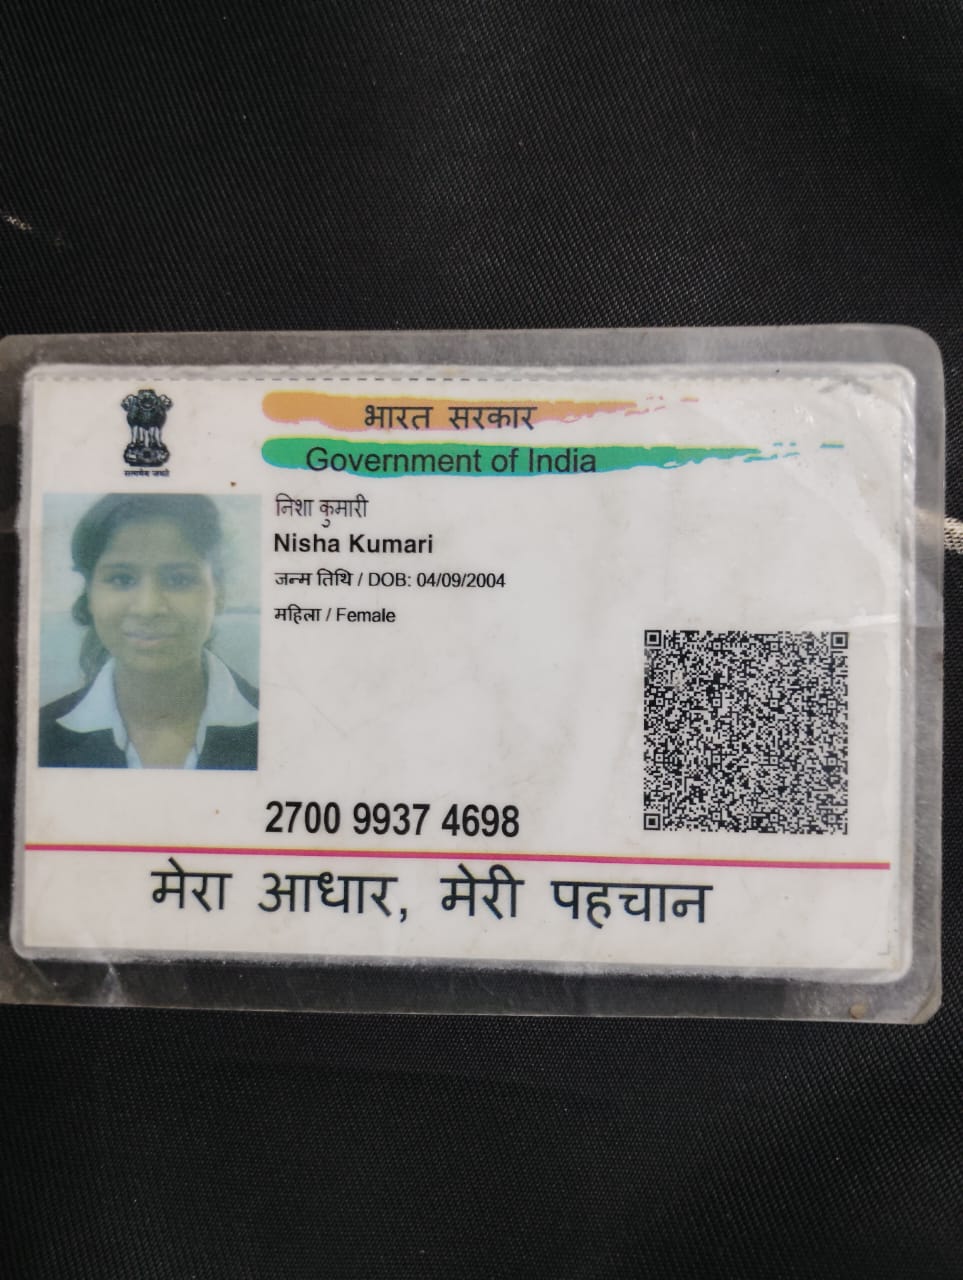 सत्यमेव जयते
भारत सरकार
Government of India
निशा कुमारी
Nisha Kumari
जन्म तिथि / DOB: 04/09/2004
महिला / Female
2700 9937 4698
मेरा आधार, मेरी पहचान